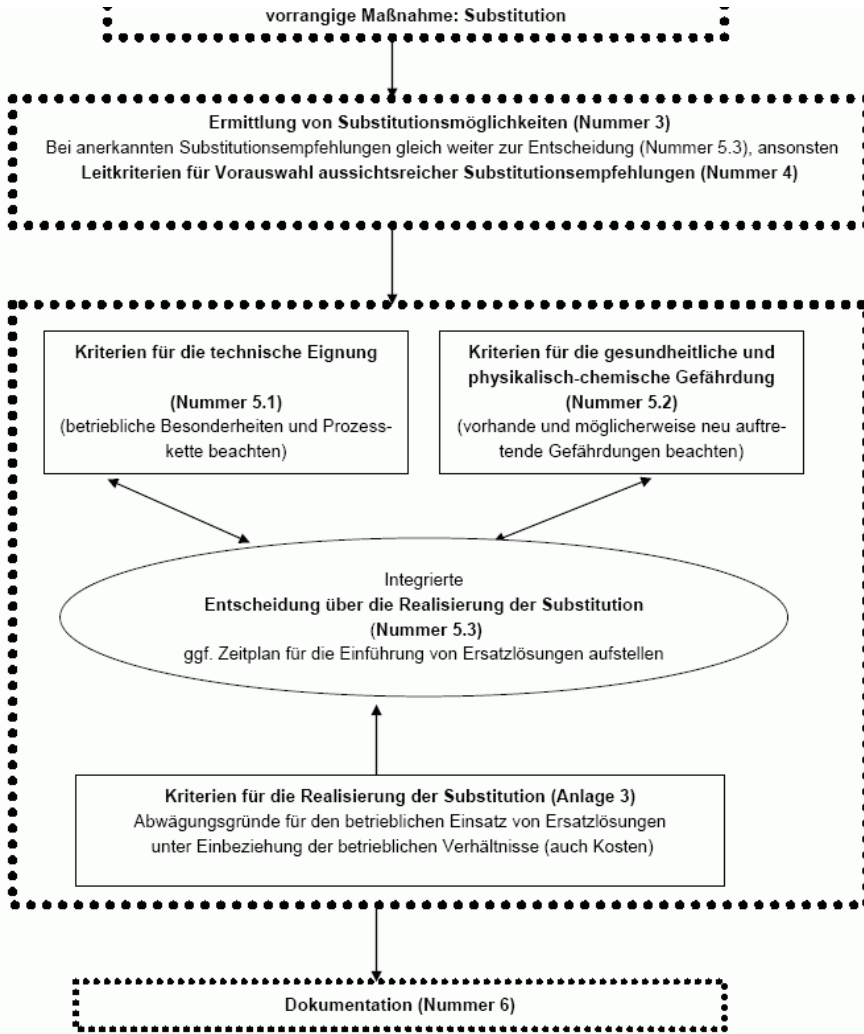 vorrangige Maßnahme: Substitution
Ermittlung von Substitutionsmöglichkeiten (Nummer 3)
Bei anerkannten Substitutionsempfehlungen gleich weiter zur Entscheidung (Nummer 5.3), ansonsten
Leitkriterien für Vorauswahl aussichtsreicher Substitutionsempfehlungen (Nummer 4)
Kriterien für die technische Eignung
(Nummer 5.1)
(betriebliche Besonderheiten und Prozess-
kette beachten)
Kriterien für die gesundheitliche und
physikalisch-chemische Gefährdung
(Nummer 5.2)
(vorhande und möglicherweise neu auftre-
tende Gefährdungen beachten)
Integrierte
Entscheidung über die Realisierung der Substitution
(Nummer 5.3)
ggf. Zeitplan für die Einführung von Ersatzlösungen aufstellen
Kriterien für die Realisierung der Substitution (Anlage 3)
Abwägungsgründe für den betrieblichen Einsatz von Ersatzlösungen
unter Einbeziehung der betrieblichen Verhältnisse (auch Kosten)
Dokumentation (Nummer 6)